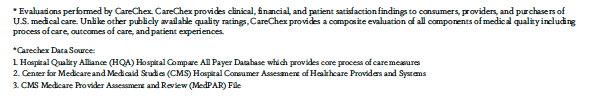 * Evaluations performed by CareChex. CareChex provides clinical, financial, and patient satisfaction findings to consumers, providers, and purchasers of
U.S. medical care. Unlike other publicly available quality ratings, CareChex provides a composite evaluation of all components of medical quality including
process of care, outcomes of care, and patient experiences.
*Carechex Data Source:
1. Hospital Quality Alliance (HQA) Hospital Compare All Payer Database which provides core process of care measures
2. Center for Medicare and Medicaid Studies (CMS) Hospital Consumer Assessment of Healthcare Providers and Systems
3. CMS Medicare Provider Assessment and Review (MedPAR) File